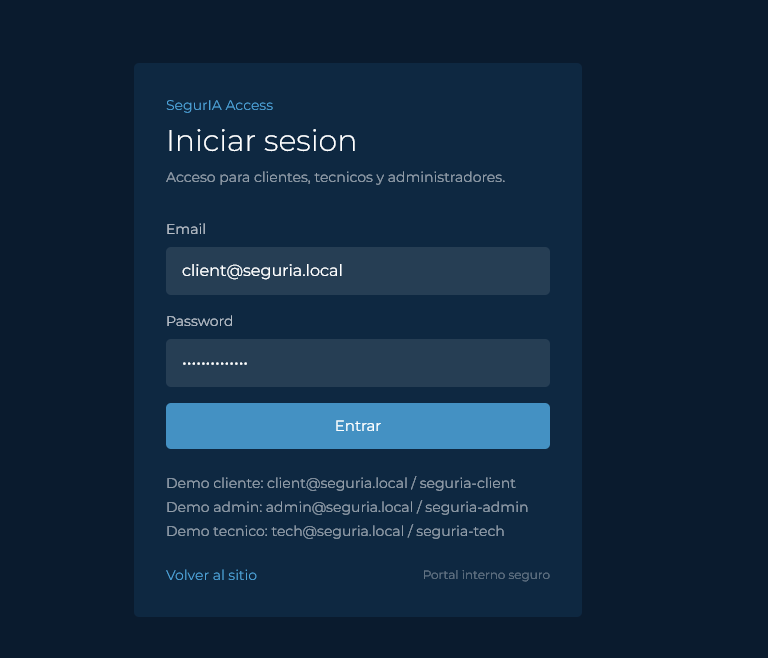 SegurIA Access
Iniciar sesion
Acceso para clientes, tecnicos y administradores.
Email
client@seguria.local
Password
••••••••••••••
Entrar
Demo cliente: client@seguria.local / seguria-client
Demo admin: admin@seguria.local / seguria-admin
Demo tecnico: tech@seguria.local / seguria-tech
Volver al sitio
Portal interno seguro